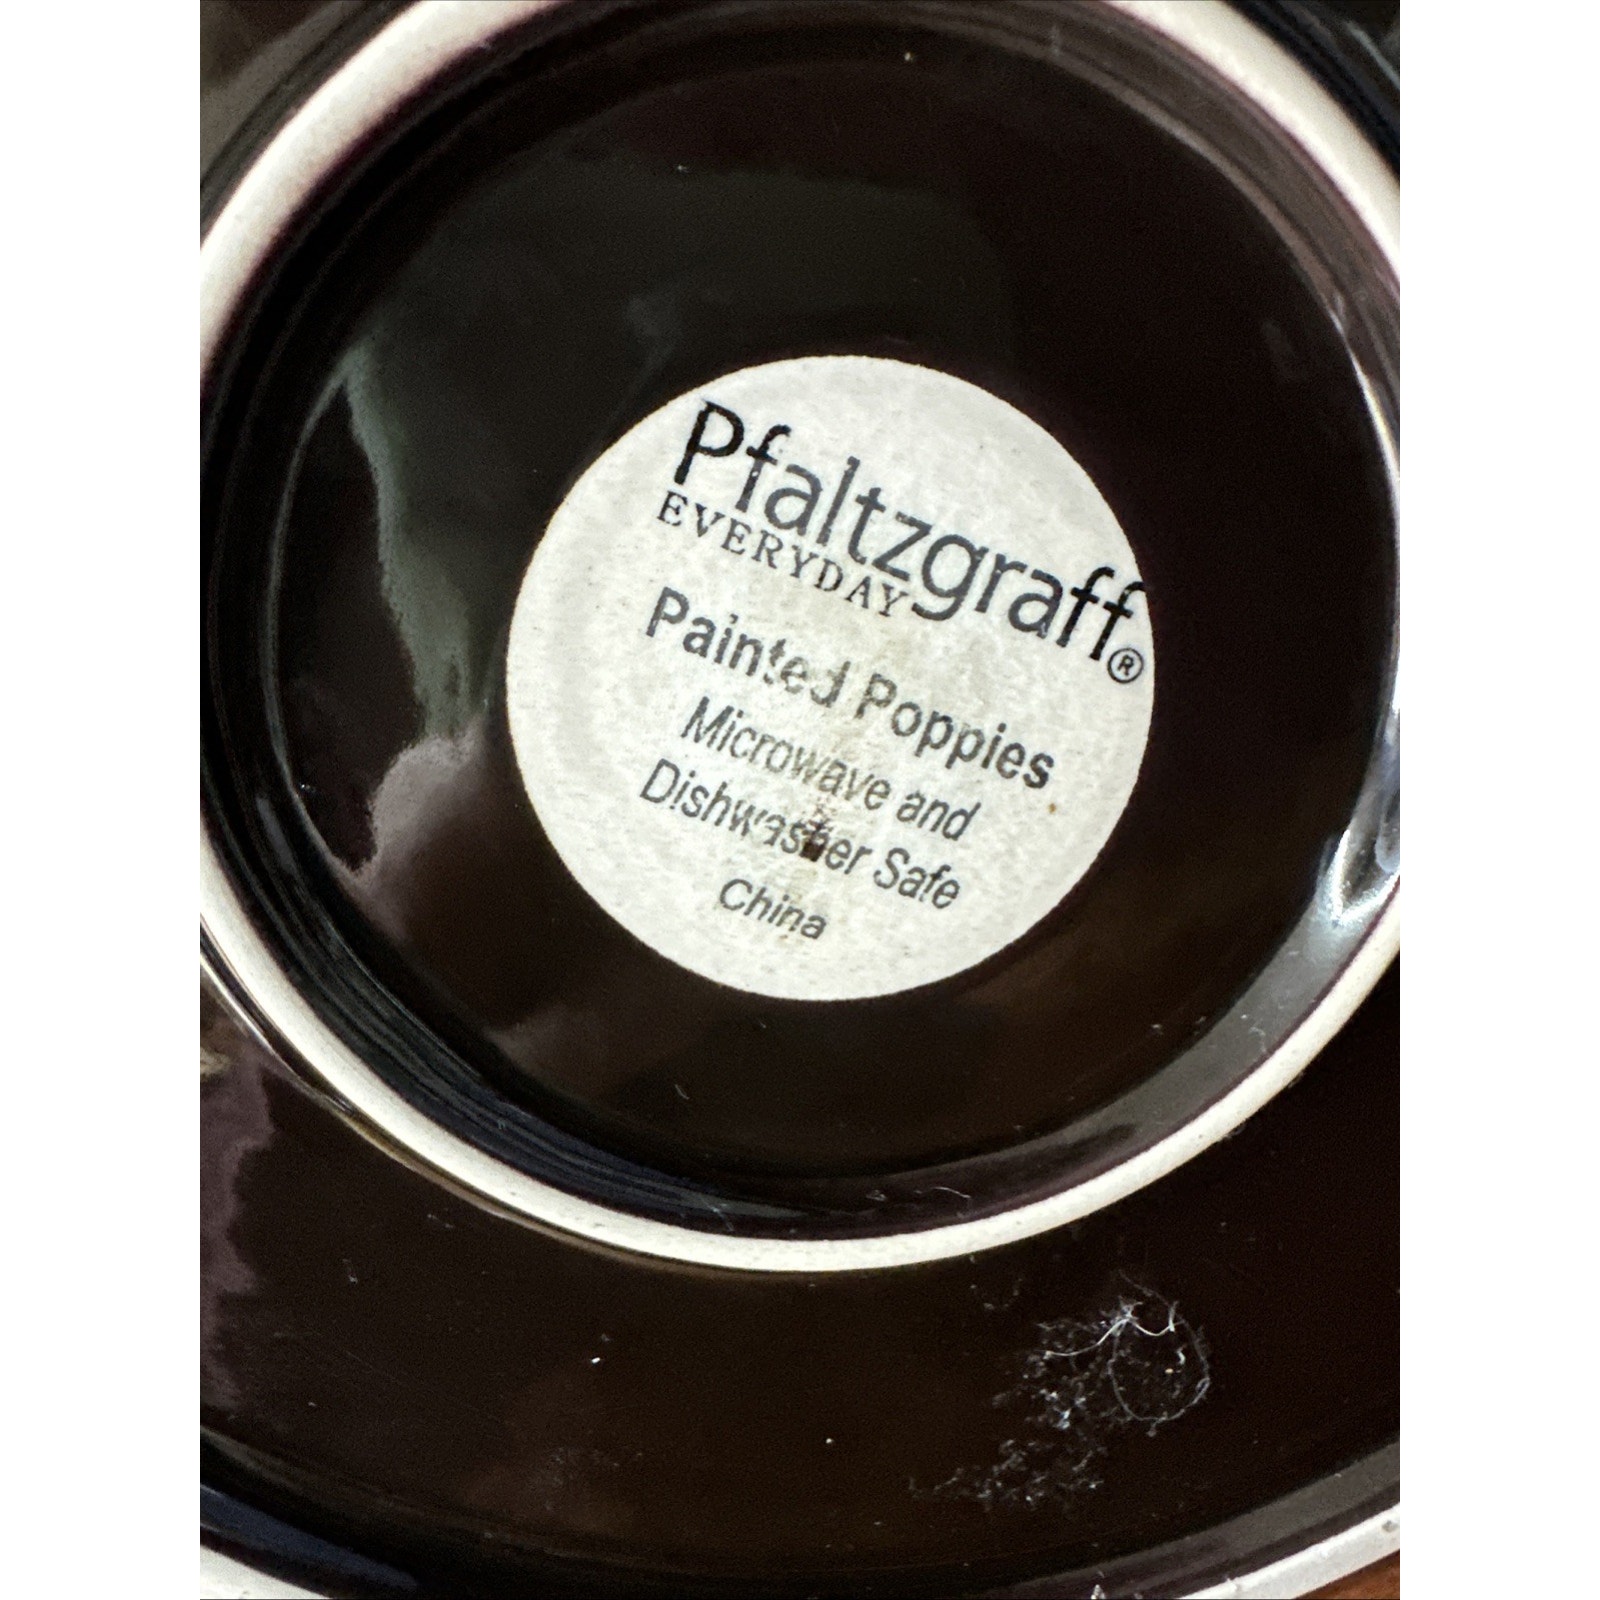 Pfaltzgraff®
EVERYDAY
Painted Poppies
Microwave and
Dishwasher Safe
China